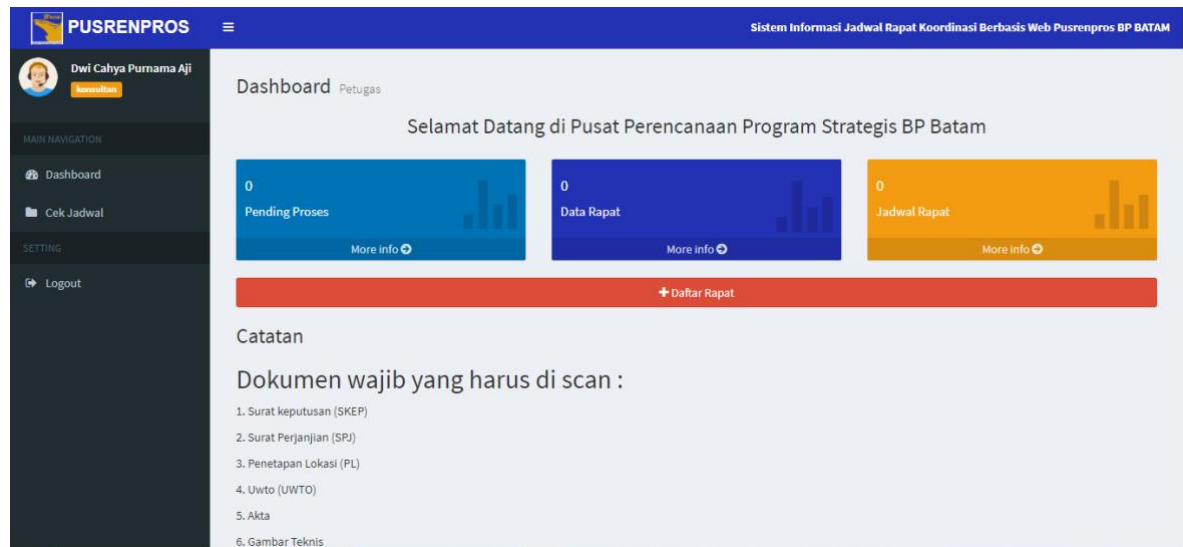 PUSRENPROS
Sistem Informasi Jadwal Rapat Koordinasi Berbasis Web Pusrenpros BP BATAM
Dwi Cahya Purnama Aji
konsultan
MAIN NAVIGATION
Dashboard
Cek Jadwal
SETTING
Logout
Dashboard Petugas
Selamat Datang di Pusat Perencanaan Program Strategis BP Batam
0
Pending Proses
More info
0
Data Rapat
More info
0
Jadwal Rapat
More info
Daftar Rapat
Catatan
Dokumen wajib yang harus di scan :
1. Surat keputusan (SKEP)
2. Surat Perjanjian (SPJ)
3. Penetapan Lokasi (PL)
4. Uwto (UWTO)
5. Akta
6. Gambar Teknis